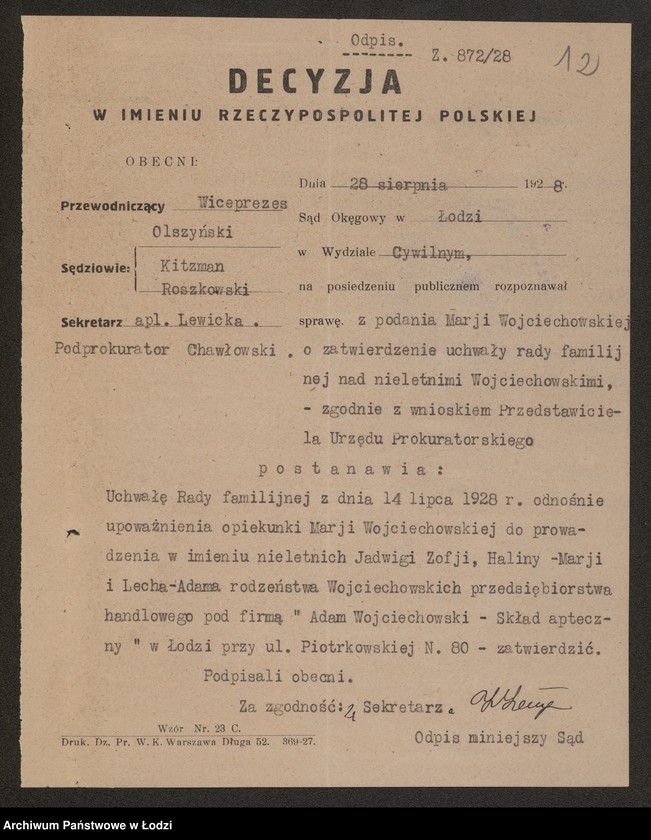 Odpis.
Z. 872/28
12
DECYZJA
W IMIENIU RZECZYPOSPOLITEJ POLSKIEJ
OBECNI:
Przewodniczący Wiceprezes
Olszyński
Sędziowie: Kitzman
Roszkowski
Sekretarz apl. Lewicka .
Podprokurator Chawłowski .
Dnia 28 sierpnia 1928.
Sąd Okęgowy w Łodzi
w Wydziale Cywilnym,
na posiedzeniu publicznem rozpoznawał
sprawę. z podania Marji Wojciechowskiej
o zatwierdzenie uchwały rady familij
nej nad nieletnimi Wojciechowskimi,
- zgodnie z wnioskiem Przedstawicie-
la Urzędu Prokuratorskiego
postanawia:
Uchwałę Rady familijnej z dnia 14 lipca 1928 r. odnośnie
upoważnienia opiekunki Marji Wojciechowskiej do prowa-
dzenia w imieniu nieletnich Jadwigi Zofji, Haliny -Marji
i Lecha-Adama rodzeństwa Wojciechowskich przedsiębiorstwa
handlowego pod firmą " Adam Wojciechowski - Skład aptecz-
ny " w Łodzi przy ul. Piotrkowskiej N. 80 - zatwierdzić.
Podpisali obecni.
Za zgodność: Sekretarz.
Odpis miniejszy Sąd
Wzór Nr. 23 C.
Druk. Dz. Pr. W. K. Warszawa Długa 52. 369-27.
Archiwum Państwowe w Łodzi